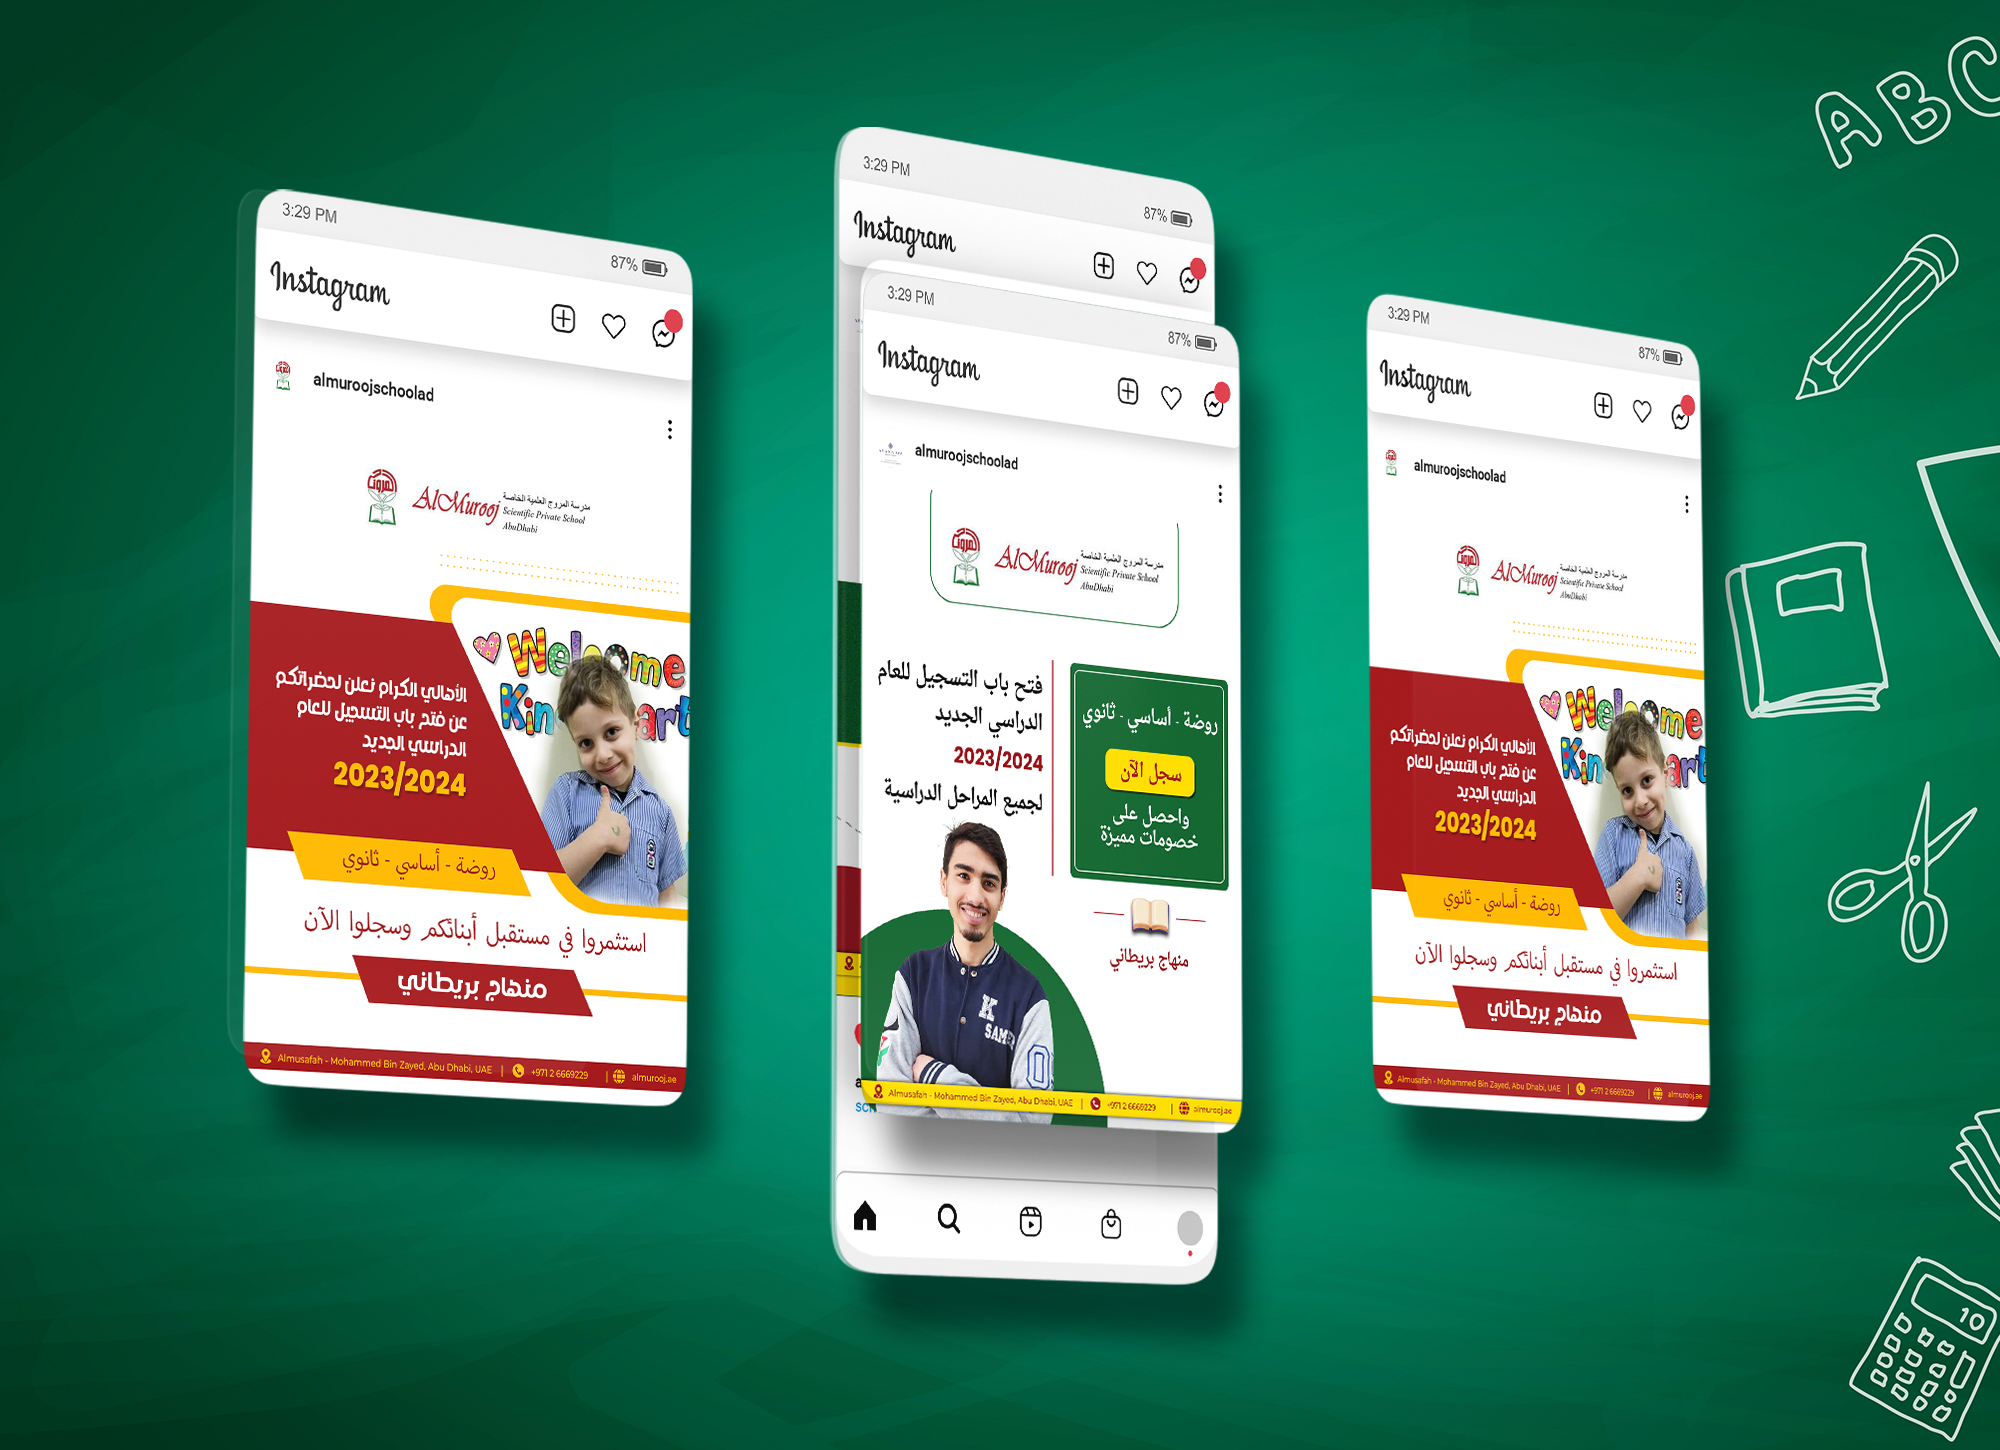 3:29 PM
87%
Instagram
almuroojschoolad
المروج
AlMurooj
مدرسة المروج العلمية الخاصة
Scientific Private School
AbuDhabi
Welcome
الأهالي الكرام نعلن لحضراتكم
عن فتح باب التسجيل للعام
الدراسي الجديد
2023/2024
روضة - أساسي - ثانوي
استثمروا في مستقبل أبنائكم وسجلوا الآن
منهاج بريطاني
Almusafah - Mohammed Bin Zayed, Abu Dhabi, UAE | +971 2 6669229 | almurooj.ae
3:29 PM
87%
Instagram
3:29 PM
87%
Instagram
almuroojschoolad
المروج
AlMurooj
مدرسة المروج العلمية الخاصة
Scientific Private School
AbuDhabi
فتح باب التسجيل للعام
الدراسي الجديد
2023/2024
لجميع المراحل الدراسية
روضة - أساسي - ثانوي
سجل الآن
واحصل على
خصومات مميزة
منهاج بريطاني
K
Almusafah - Mohammed Bin Zayed, Abu Dhabi, UAE | +971 2 6669229 | almurooj.ae
3:29 PM
87%
Instagram
almuroojschoolad
المروج
AlMurooj
مدرسة المروج العلمية الخاصة
Scientific Private School
AbuDhabi
Welcome
الأهالي الكرام نعلن لحضراتكم
عن فتح باب التسجيل للعام
الدراسي الجديد
2023/2024
روضة - أساسي - ثانوي
استثمروا في مستقبل أبنائكم وسجلوا الآن
منهاج بريطاني
Almusafah - Mohammed Bin Zayed, Abu Dhabi, UAE | +971 2 6669229 | almurooj.ae
ABC
10